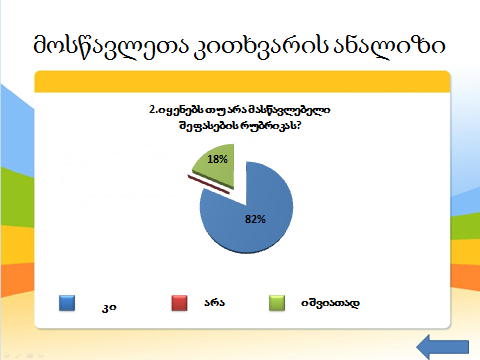 მოსწავლეთა კითხვარის ანალიზი
2.იყენებს თუ არა მასწავლებელი
შეფასების რუბრიკას?
18%
82%
კი
არა
იშვიათად